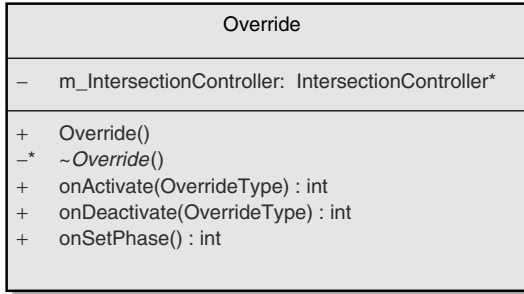 Override
– m_IntersectionController: IntersectionController*
+ Override()
–* ~Override()
+ onActivate(OverrideType) : int
+ onDeactivate(OverrideType) : int
+ onSetPhase() : int